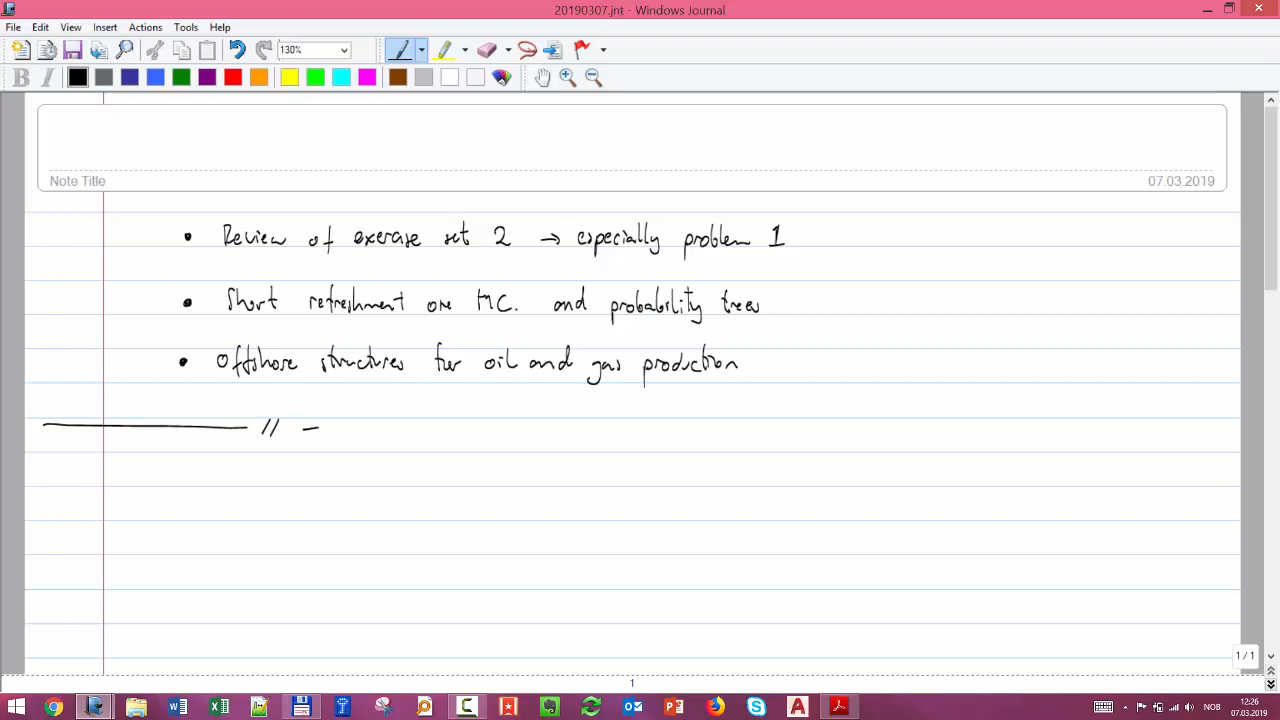 20190307.jnt - Windows Journal
File Edit View Insert Actions Tools Help
130%
B I
Note Title
07.03.2019
• Review of exercise set 2 → especially problem 1
• Short refreshment one MC. and probability trees
• Offshore structures for oil and gas production
// -
1 / 1
1
NOB
12:26
07.03.2019